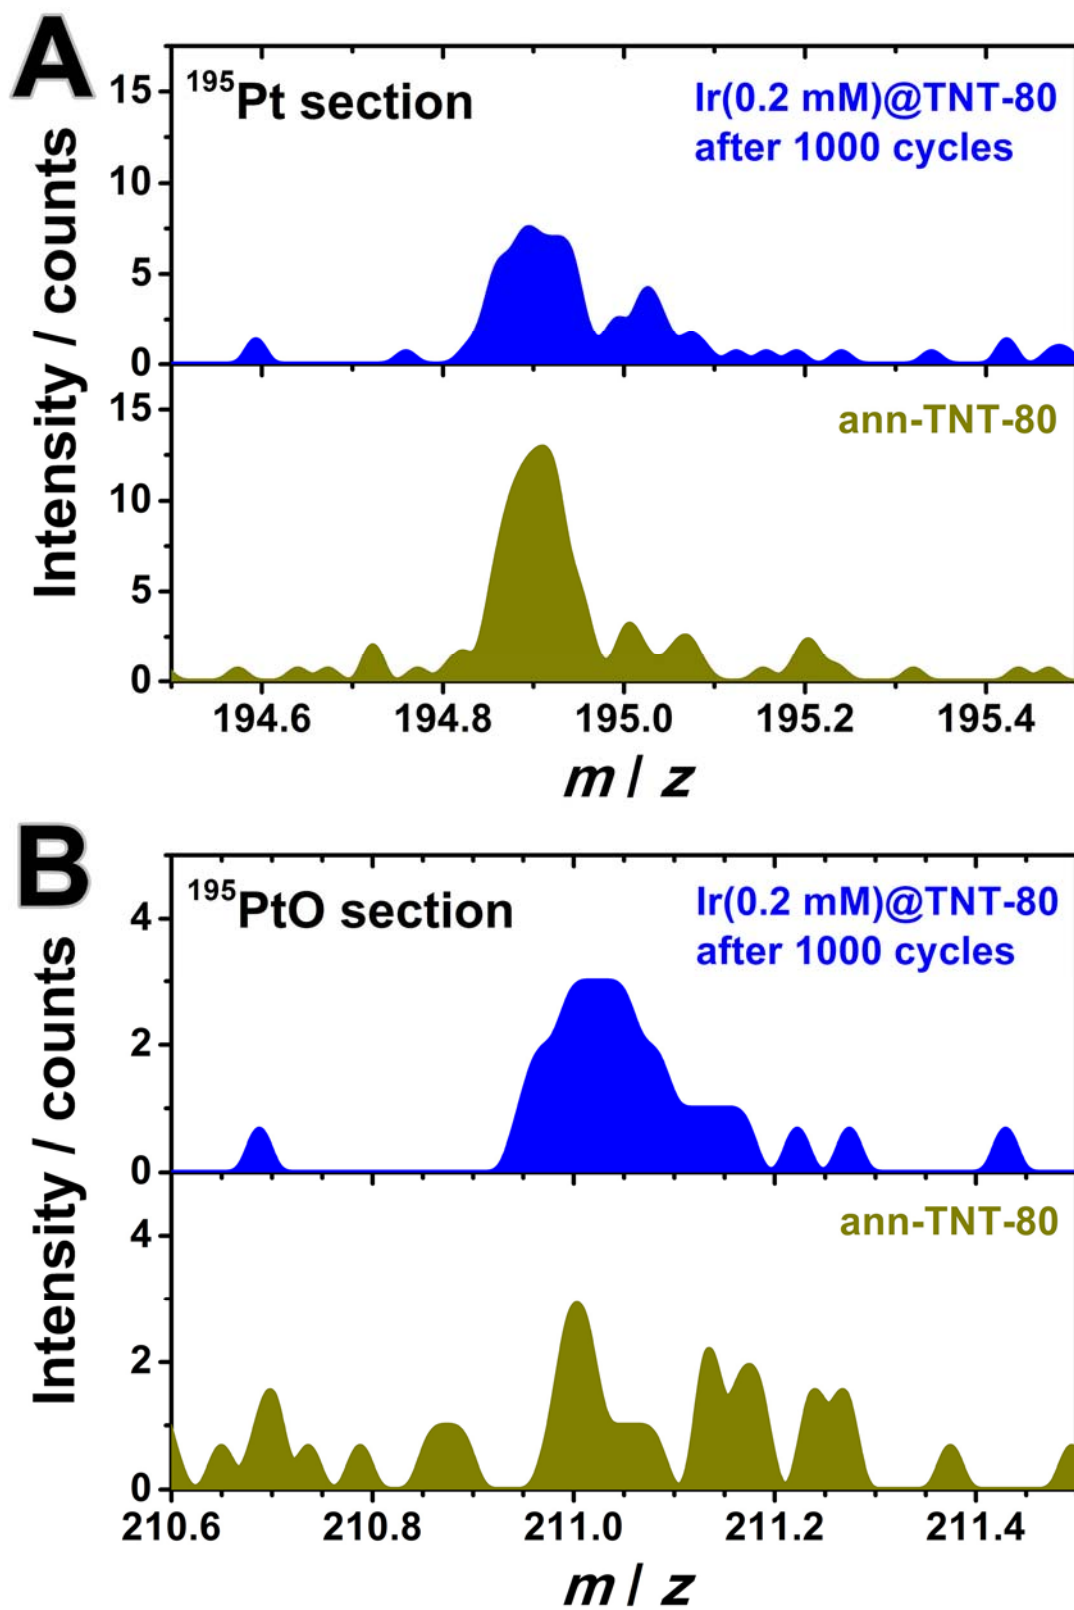 A
¹⁹⁵Pt section
Ir(0.2 mM)@TNT-80
after 1000 cycles
15
10
5
0
ann-TNT-80
15
10
5
0
Intensity / counts
194.6 194.8 195.0 195.2 195.4
m / z
B
¹⁹⁵PtO section
Ir(0.2 mM)@TNT-80
after 1000 cycles
4
2
0
ann-TNT-80
4
2
0
Intensity / counts
210.6 210.8 211.0 211.2 211.4
m / z